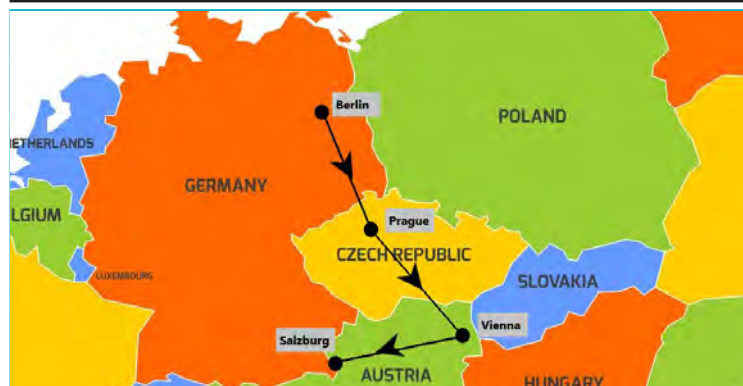 Berlin
POLAND
ETHERLANDS
GERMANY
LGIUM
Prague
CZECH REPUBLIC
LUXEMBOURG
SLOVAKIA
Vienna
Salzburg
AUSTRIA
HUNGARY